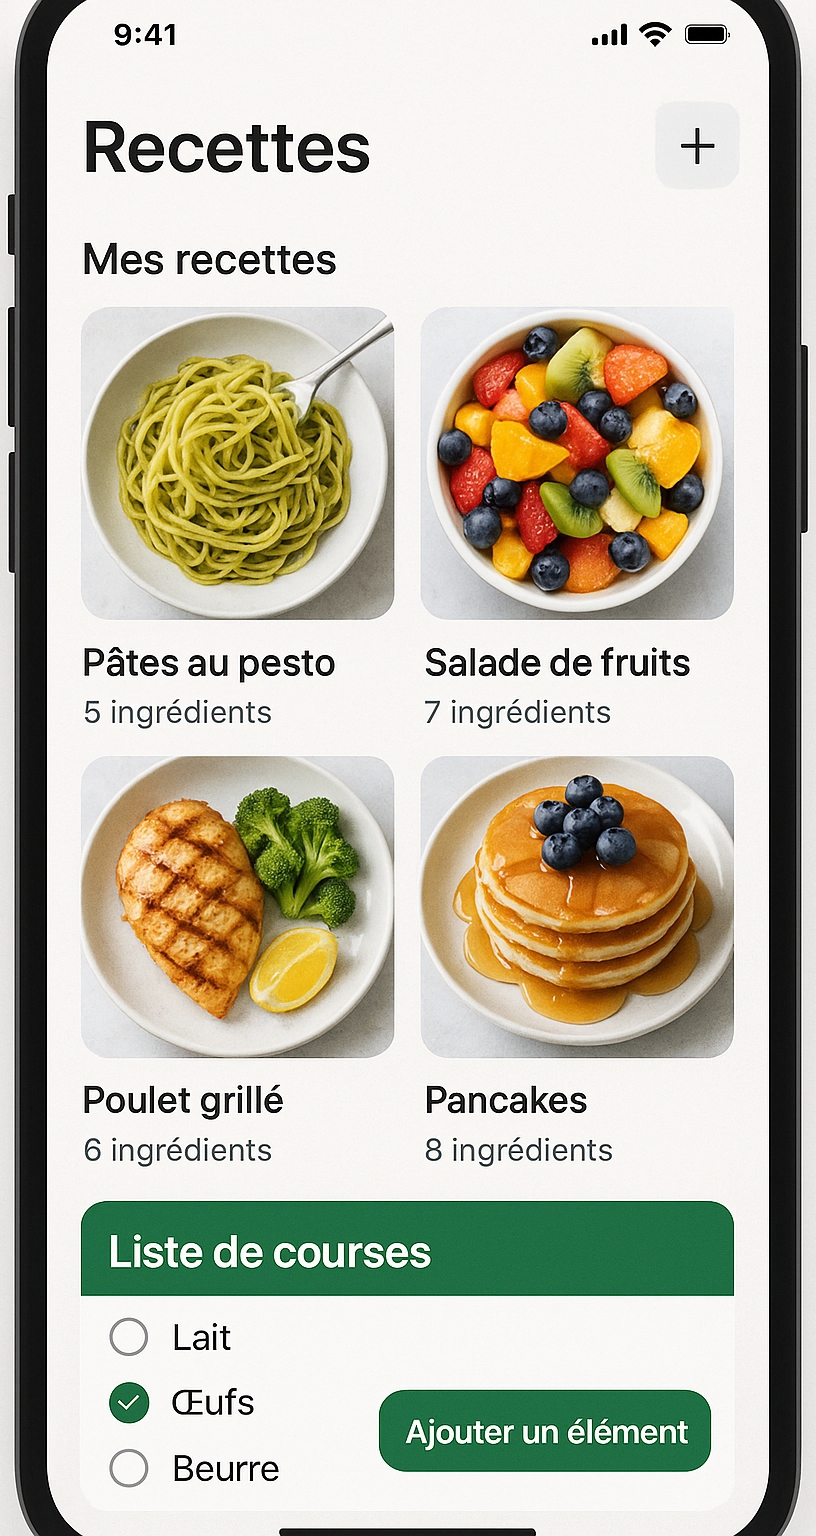 9:41
Recettes
Mes recettes
Pâtes au pesto
5 ingrédients
Salade de fruits
7 ingrédients
Poulet grillé
6 ingrédients
Pancakes
8 ingrédients
Liste de courses
Lait
Œufs
Beurre
Ajouter un élément